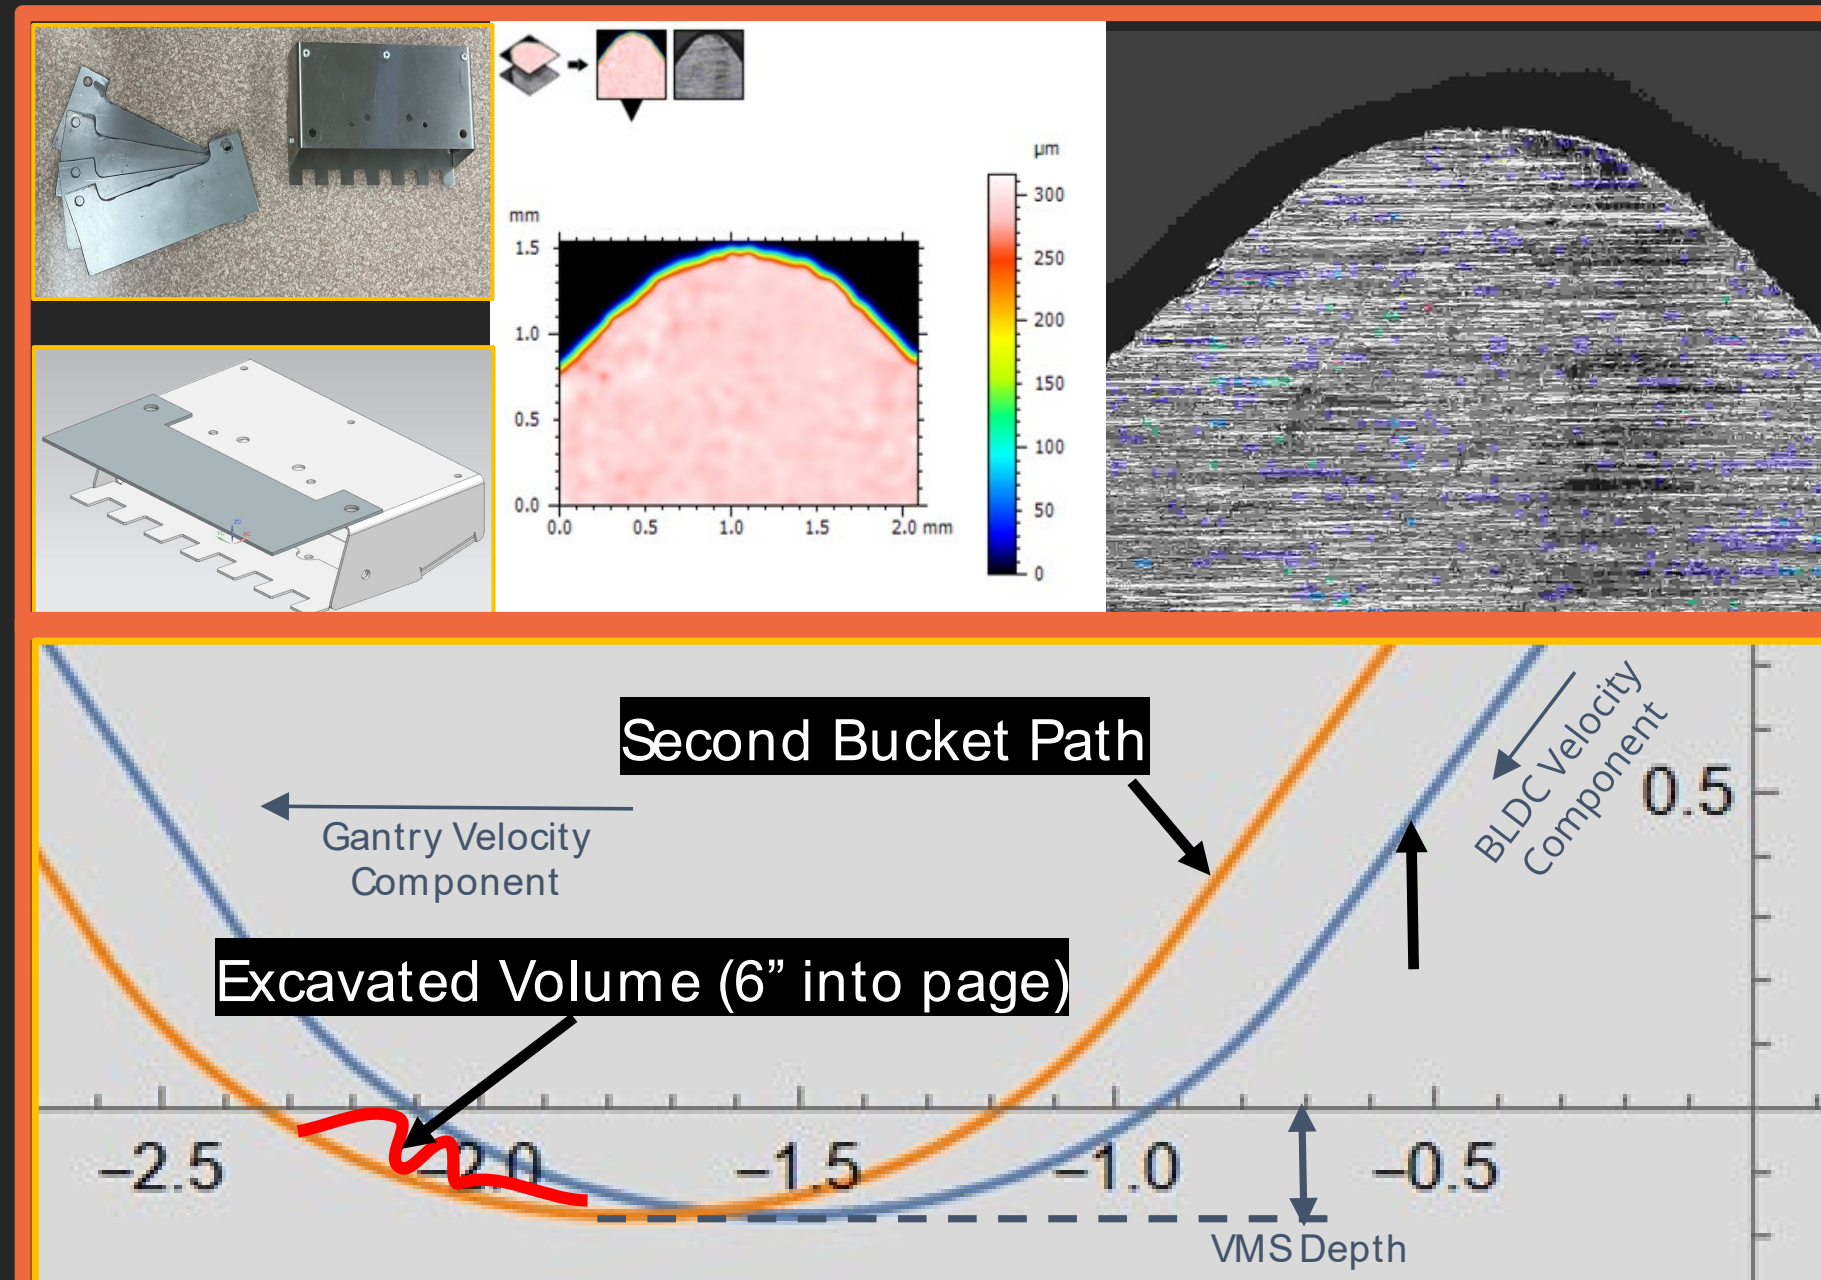 µm
300
250
200
150
100
50
0
mm
1.5
1.0
0.5
0.0
0.0 0.5 1.0 1.5 2.0 mm
Second Bucket Path
BLDC Velocity
Component
0.5
Gantry Velocity
Component
Excavated Volume (6” into page)
−2.5 −2.0 −1.5 −1.0 −0.5
VMS Depth